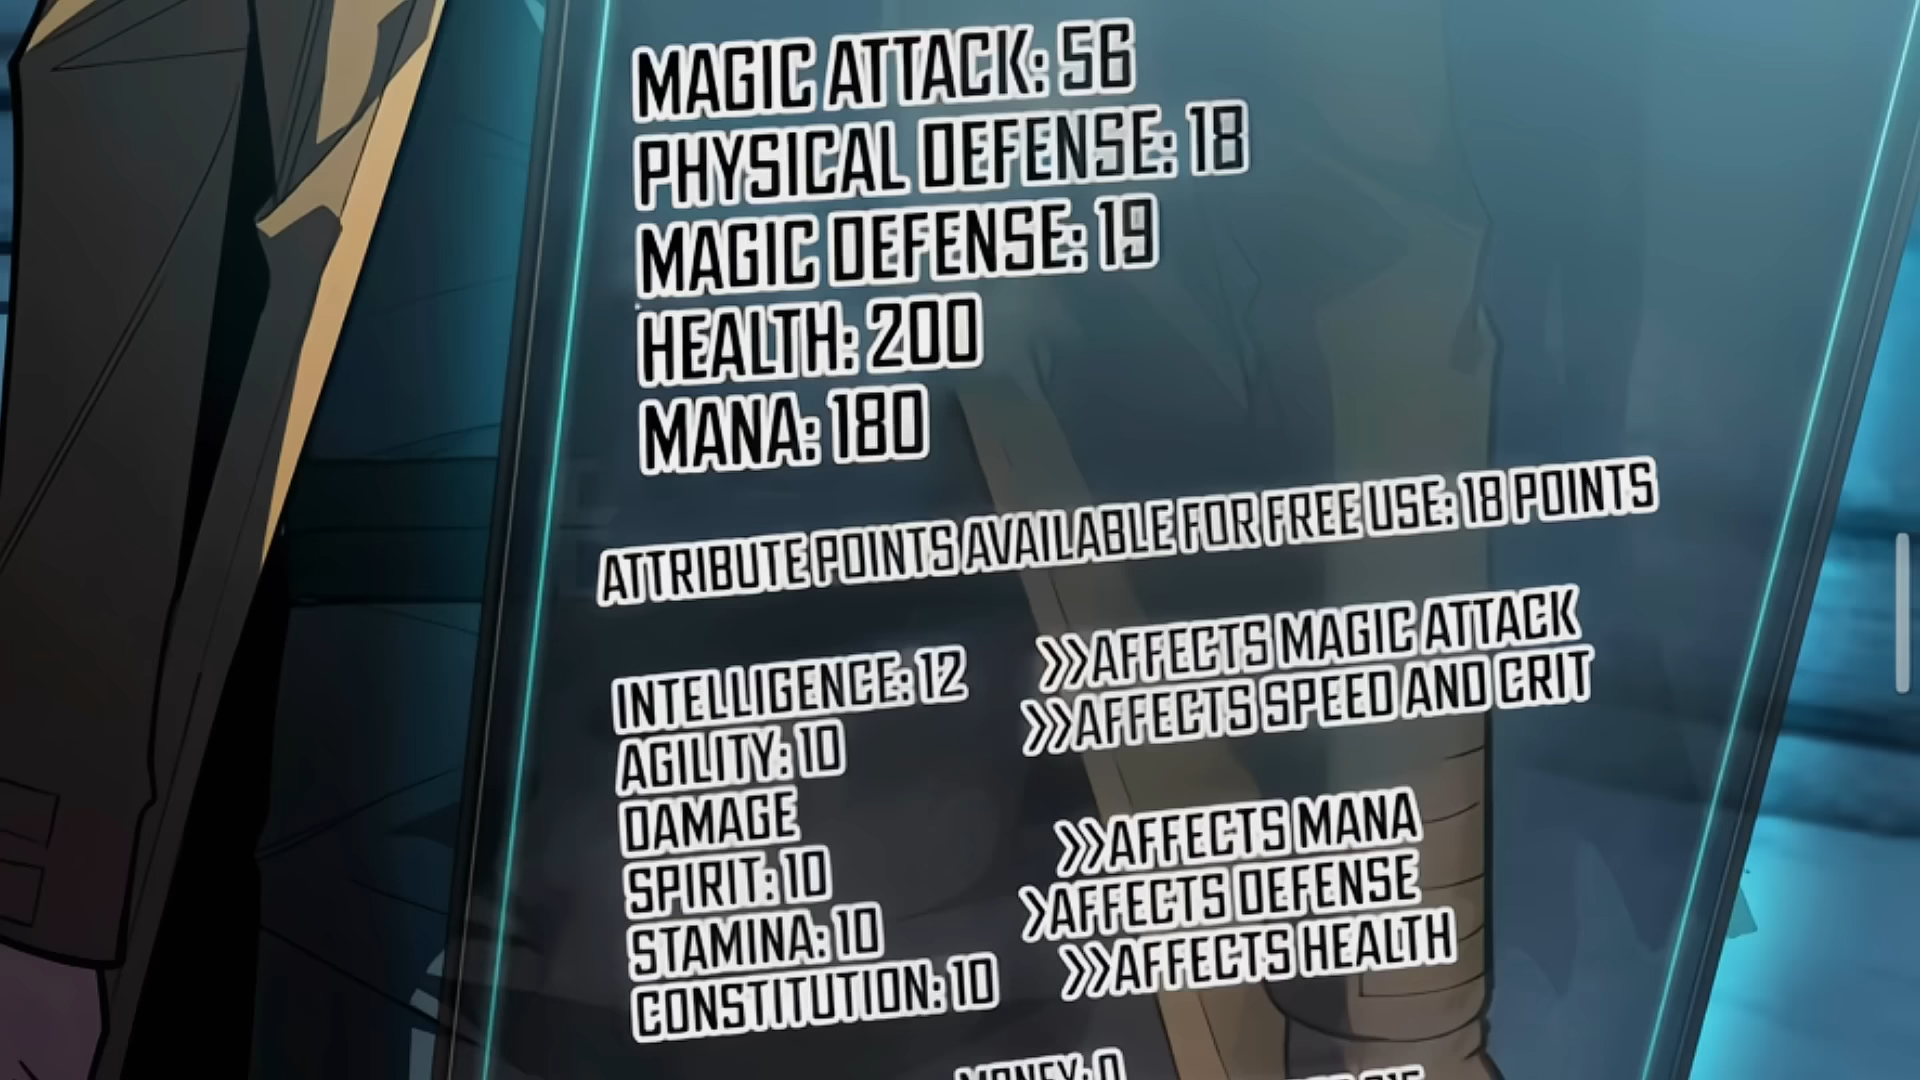 MAGIC ATTACK: 56
PHYSICAL DEFENSE: 18
MAGIC DEFENSE: 19
HEALTH: 200
MANA: 180
ATTRIBUTE POINTS AVAILABLE FOR FREE USE: 18 POINTS
INTELLIGENCE: 12 >>AFFECTS MAGIC ATTACK
AGILITY: 10 >>AFFECTS SPEED AND CRIT
DAMAGE
SPIRIT: 10 >>AFFECTS MANA
STAMINA: 10 >AFFECTS DEFENSE
CONSTITUTION: 10 >>AFFECTS HEALTH
MONEY: 0